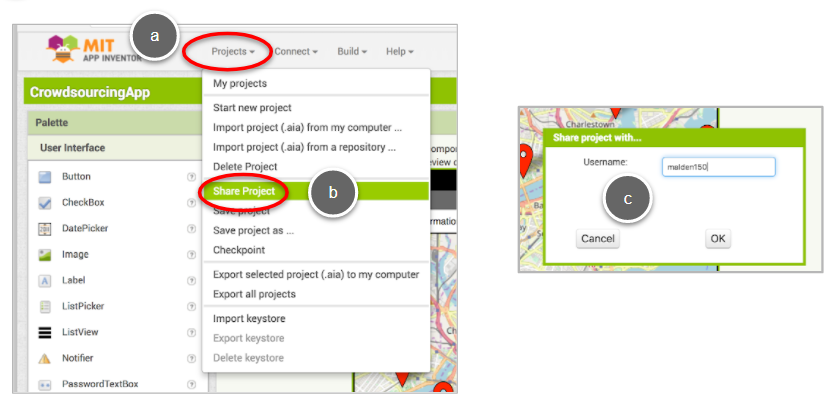 a
MIT
APP INVENTOR
Projects
Connect
Build
Help
My projects
Start new project
Import project (.aia) from my computer ...
Import project (.aia) from a repository ...
Delete Project
Share Project
b
Save project
Save project as ...
Checkpoint
Export selected project (.aia) to my computer
Export all projects
Import keystore
Export keystore
Delete keystore
CrowdsourcingApp
Palette
User Interface
Button
CheckBox
DatePicker
Image
Label
ListPicker
ListView
Notifier
PasswordTextBox
Charlestown
Share project with...
Username:
malden150
c
Cancel
OK